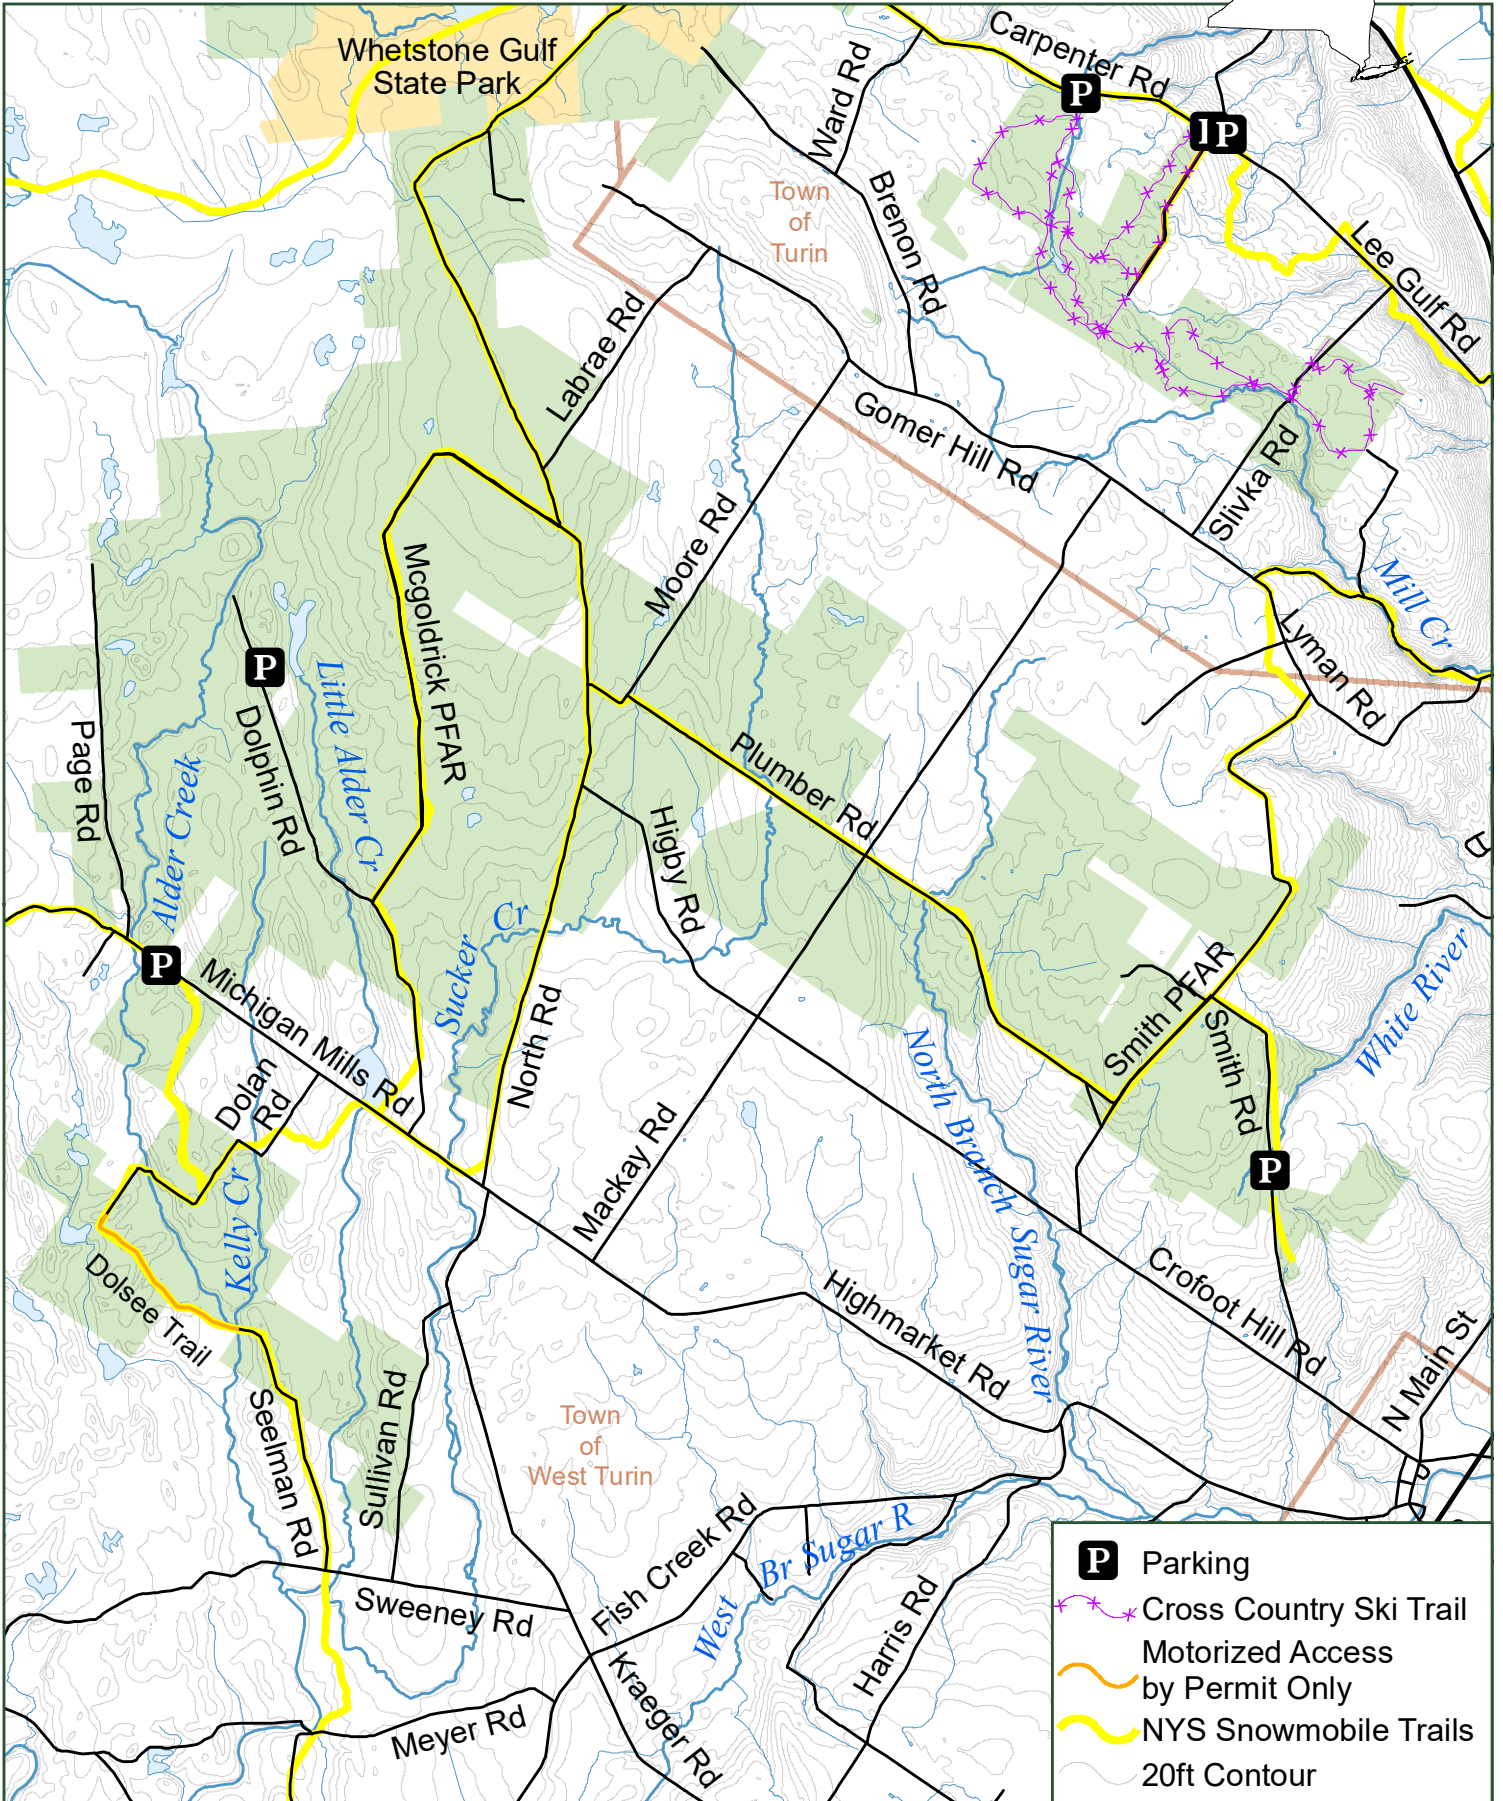 Whetstone Gulf
State Park
Carpenter Rd
Ward Rd
P
I
P
Town
of
Turin
Brenon Rd
Lee Gulf Rd
Labrae Rd
Gomer Hill Rd
Slivka Rd
Moore Rd
Mcgoldrick PFAR
Mill Cr
Lyman Rd
P
Page Rd
Dolphin Rd
Little Alder Cr
Alder Creek
Plumber Rd
Higby Rd
Sucker Cr
P
Michigan Mills Rd
North Rd
Smith PFAR
Smith Rd
White River
Dolan
Rd
Mackay Rd
North Branch Sugar River
P
Kelly Cr
Dolsee Trail
Highmarket Rd
Crofoot Hill Rd
N Main St
Seelman Rd
Sullivan Rd
Town
of
West Turin
Fish Creek Rd
West Br Sugar R
Sweeney Rd
Harris Rd
Meyer Rd
Kraeger Rd
P Parking
Cross Country Ski Trail
Motorized Access
by Permit Only
NYS Snowmobile Trails
20ft Contour